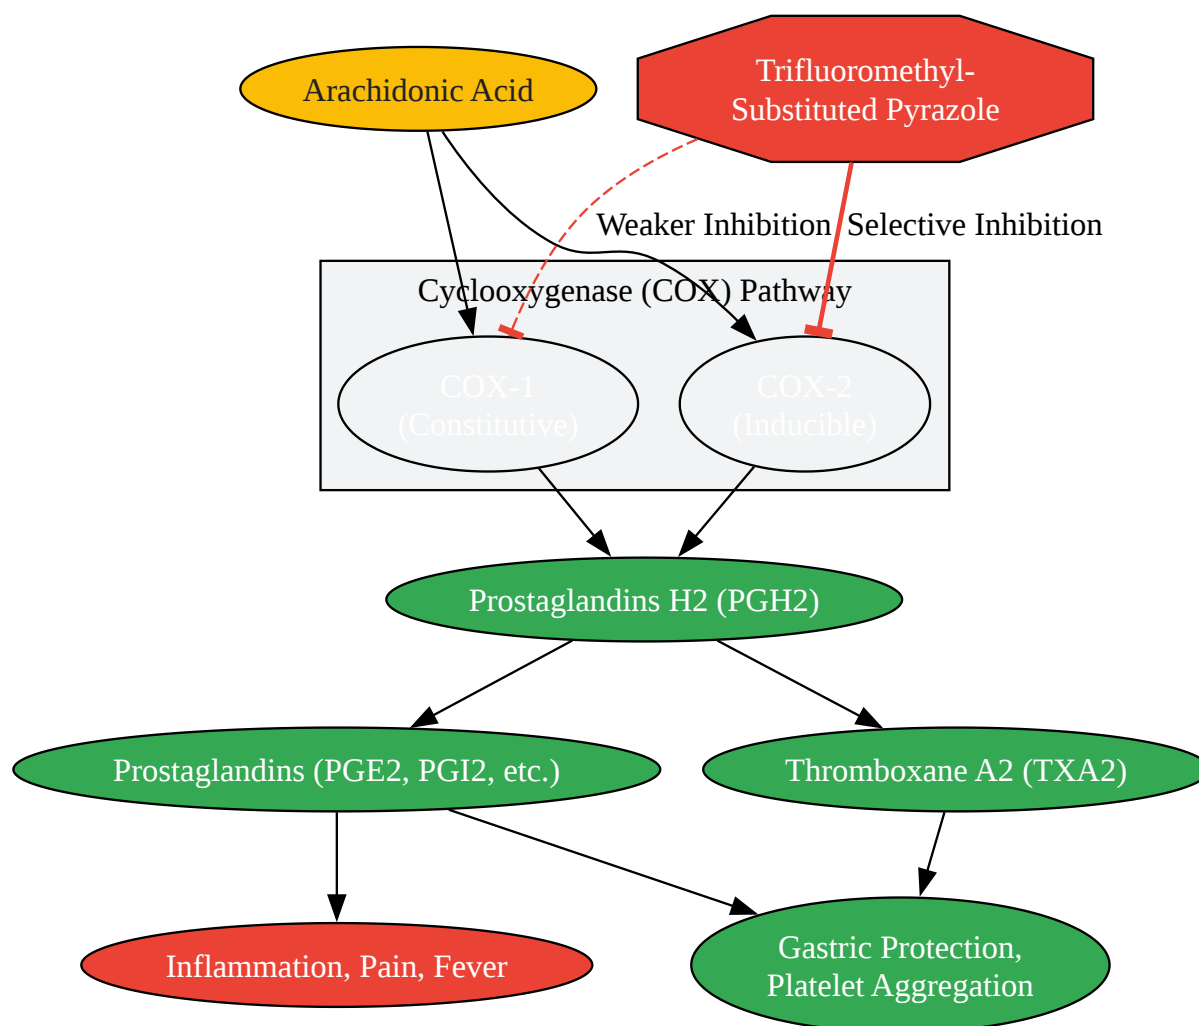 Arachidonic Acid
Trifluoromethyl-
Substituted Pyrazole
Weaker Inhibition
Selective Inhibition
Cyclooxygenase (COX) Pathway
COX-1
(Constitutive)
COX-2
(Inducible)
Prostaglandins H2 (PGH2)
Prostaglandins (PGE2, PGI2, etc.)
Thromboxane A2 (TXA2)
Inflammation, Pain, Fever
Gastric Protection,
Platelet Aggregation